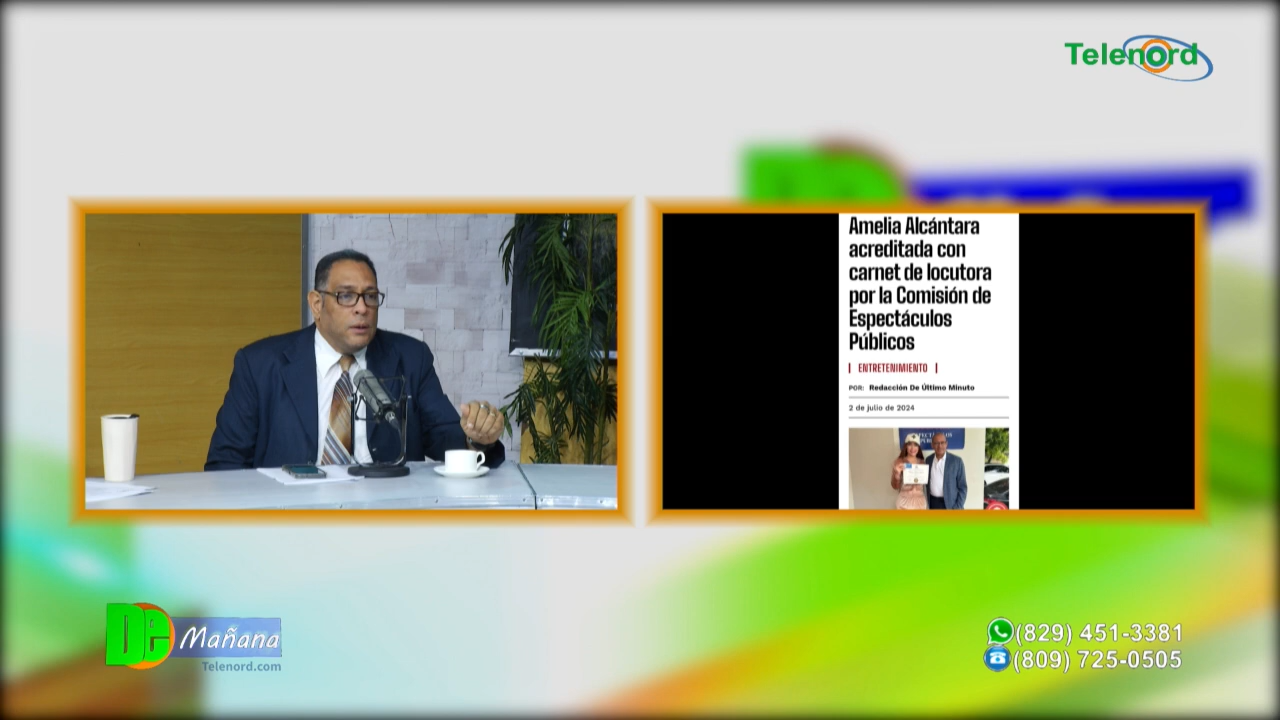 Telenord
Amelia Alcántara
acreditada con
carnet de locutora
por la Comisión de
Espectáculos
Públicos
ENTRETENIMIENTO
POR: Redacción De Último Minuto
2 de julio de 2024
De Mañana
Telenord.com
(829) 451-3381
(809) 725-0505